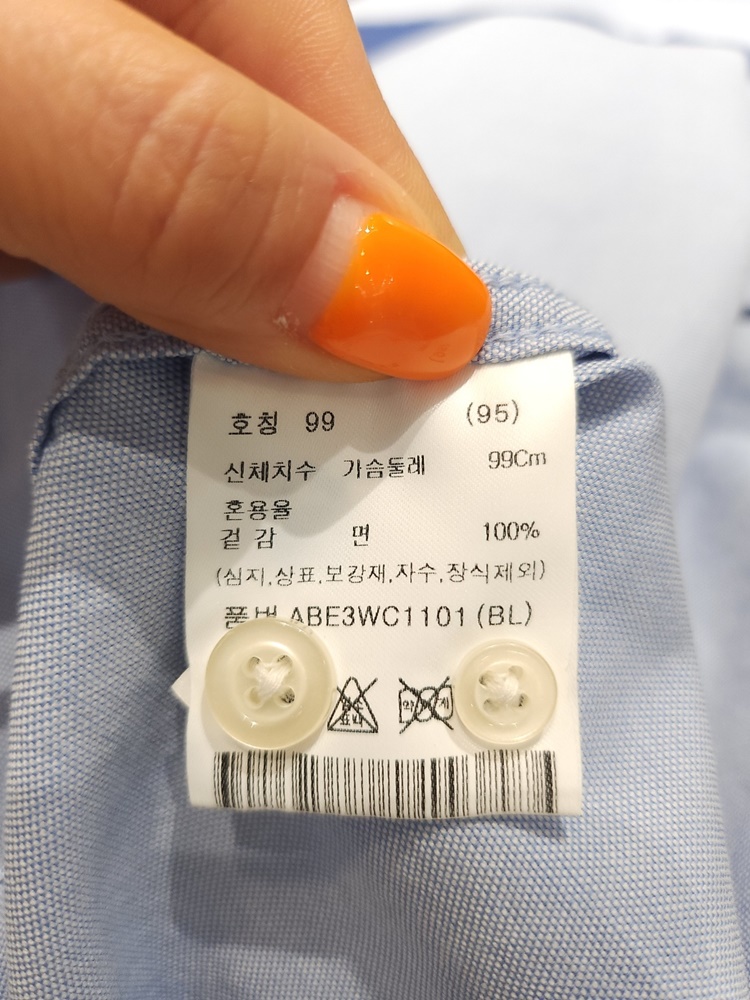 호칭 99 (95)
신체치수 가슴둘레 99Cm
혼용율
겉감 면 100%
(심지,상표,보강재,자수,장식제외)
품번 ABE3WC1101(BL)